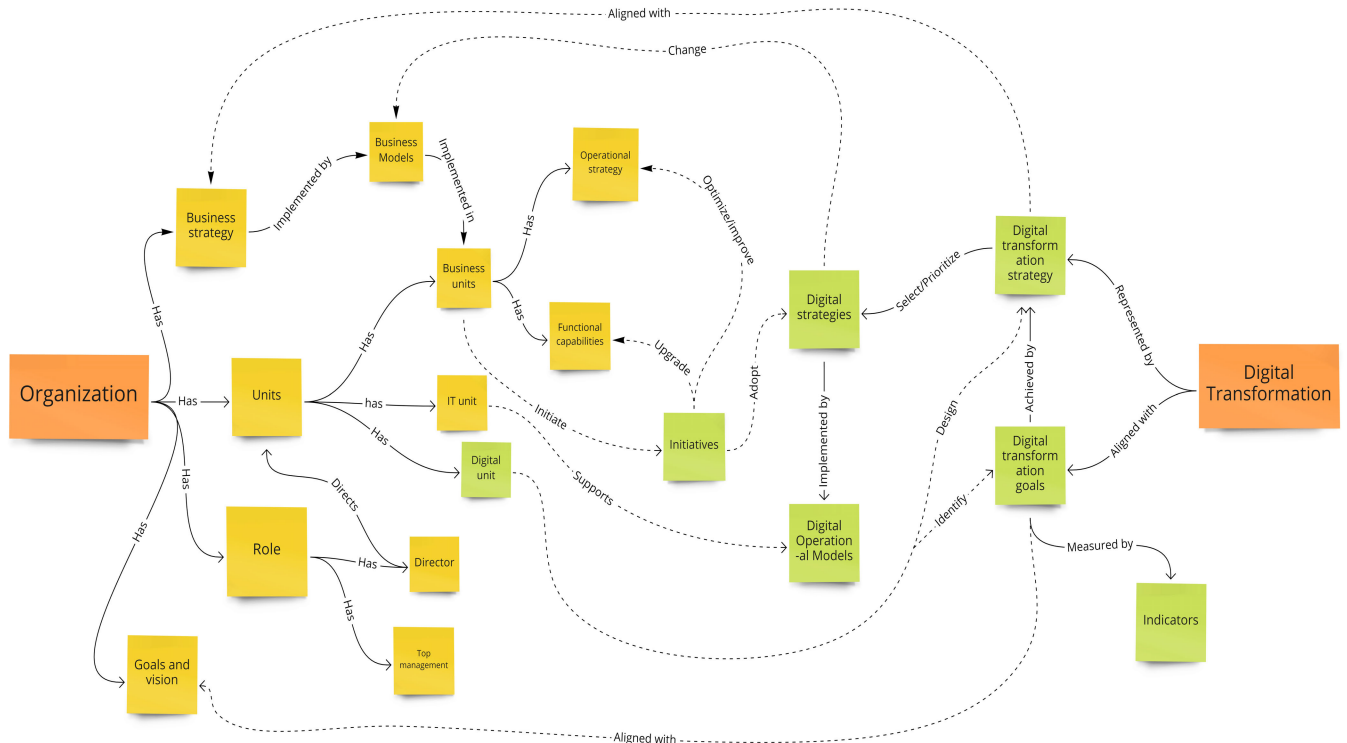 Aligned with
Change
Business
Models
Implemented by
Implemented in
Operational
strategy
Business
strategy
Has
Optimize/improve
Digital
transform
ation
strategy
Business
units
Select/Prioritize
Digital
strategies
Represented by
Has
Has
Functional
capabilities
Has
Upgrade
Achieved by
Organization
Has
Units
has
IT unit
Initiate
Adopt
Design
Digital
Transformation
Has
Digital
unit
Initiatives
Implemented by
Digital
transform
ation
goals
Aligned with
Has
Directs
Supports
Identify
Has
Role
Has
Director
Digital
Operation
-al Models
Measured by
Has
Indicators
Goals and
vision
Top
management
Aligned with